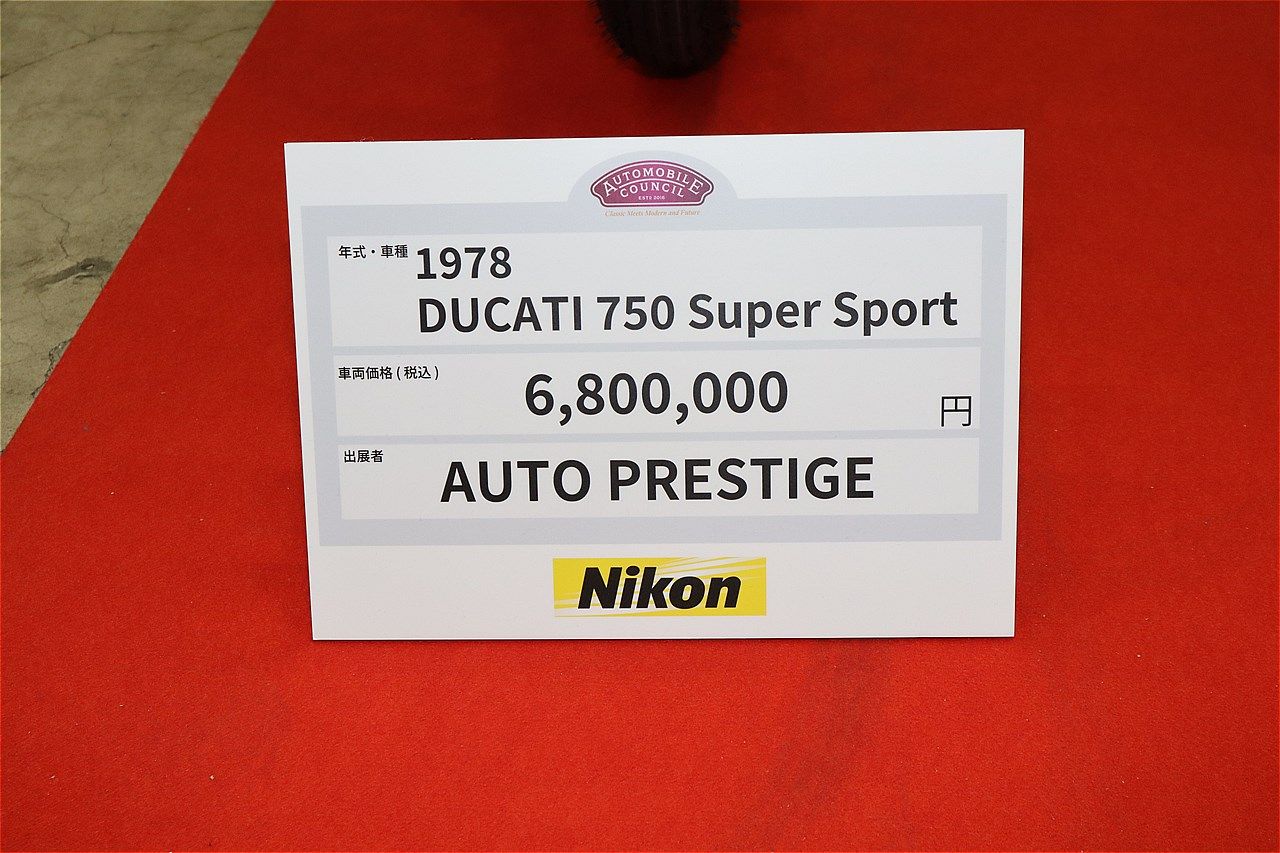 AUTOMOBILE
COUNCIL
ESTD 2016
Classic Meets Modern and Future
年式・車種 1978
DUCATI 750 Super Sport
車両価格 ( 税込 ) 6,800,000 円
出展者 AUTO PRESTIGE
Nikon